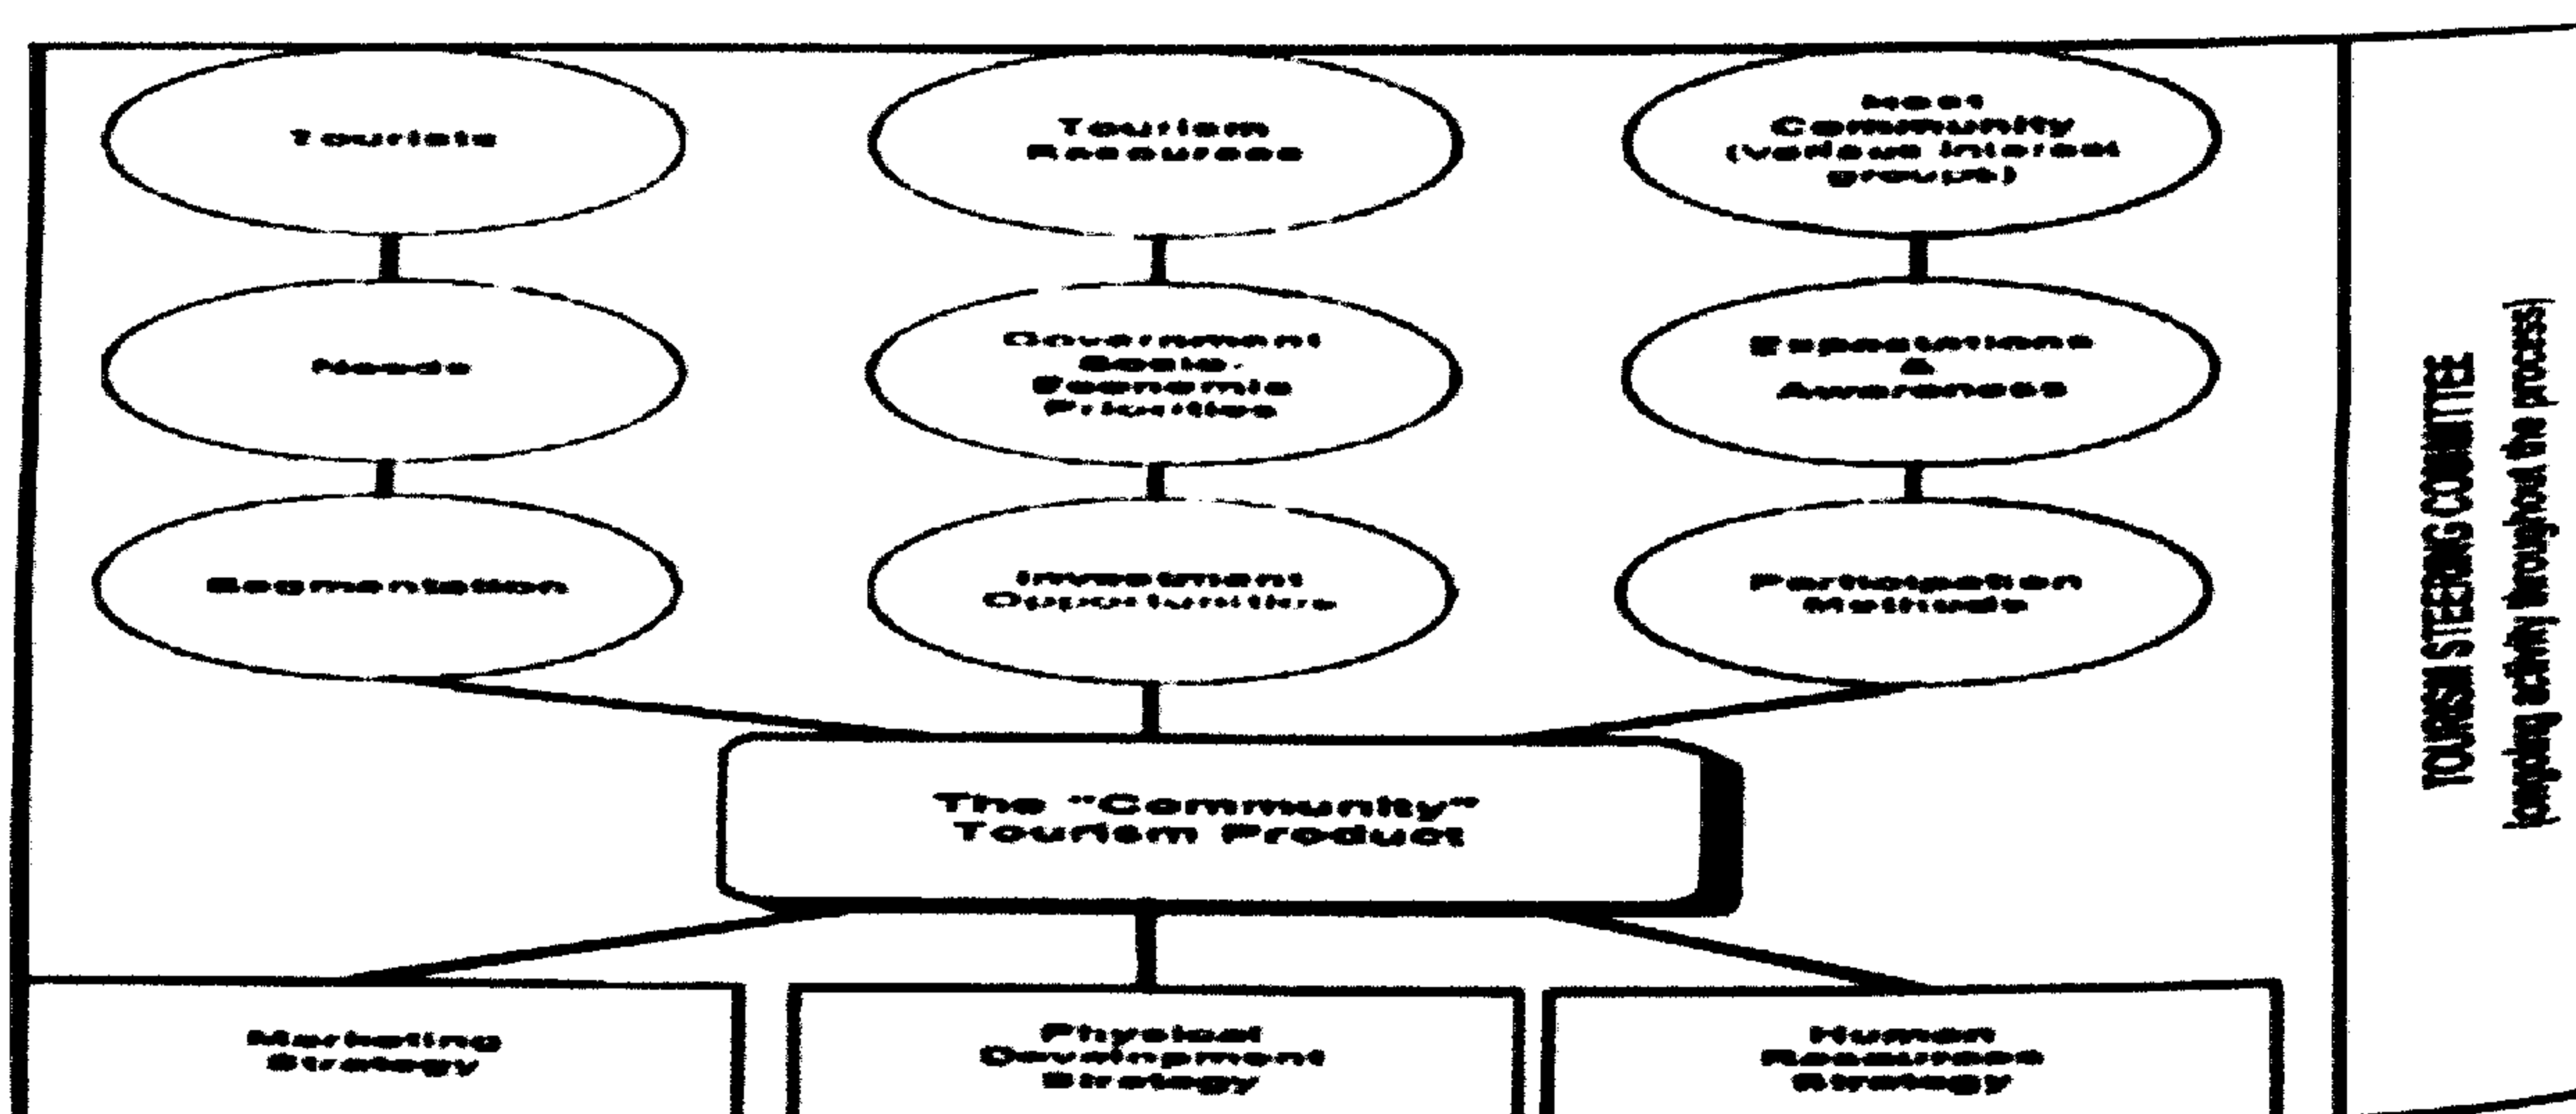 Tourists
Tourism
Resources
Host
Community
(various interest
groups)
Needs
Government
Socio-
Economic
Priorities
Expectations
&
Awareness
Segmentation
Investment
Opportunities
Participation
Methods
The "Community"
Tourism Product
Marketing
Strategy
Physical
Development
Strategy
Human
Resources
Strategy
TOURISM STEERING COMMITTEE
(ongoing activity throughout the process)